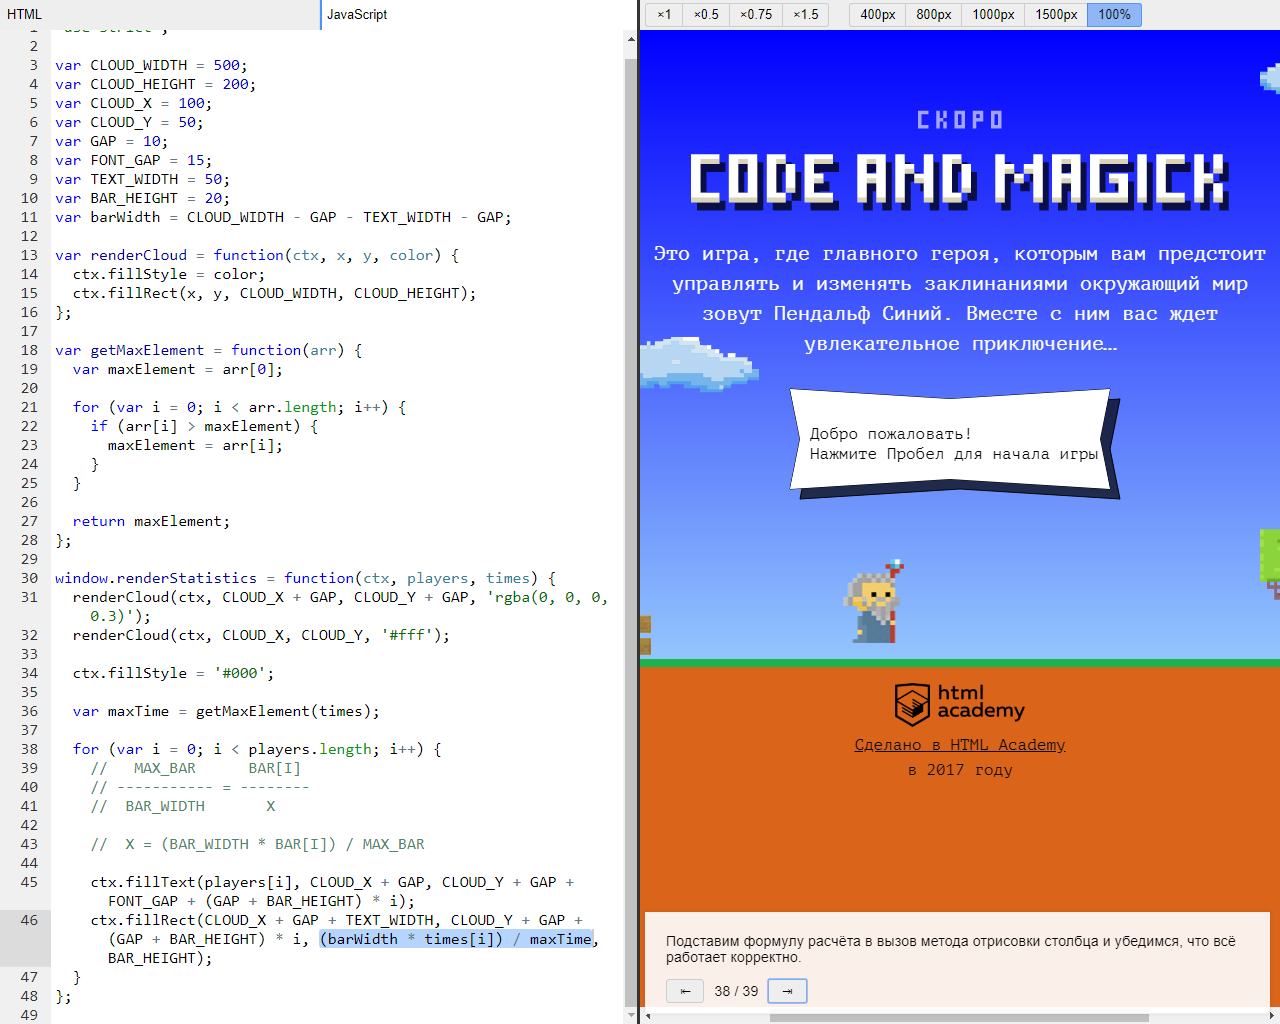 HTML
JavaScript
×1
×0.5
×0.75
×1.5
400px
800px
1000px
1500px
100%
2
3 var CLOUD_WIDTH = 500;
4 var CLOUD_HEIGHT = 200;
5 var CLOUD_X = 100;
6 var CLOUD_Y = 50;
7 var GAP = 10;
8 var FONT_GAP = 15;
9 var TEXT_WIDTH = 50;
10 var BAR_HEIGHT = 20;
11 var barWidth = CLOUD_WIDTH - GAP - TEXT_WIDTH - GAP;
12
13 var renderCloud = function(ctx, x, y, color) {
14 ctx.fillStyle = color;
15 ctx.fillRect(x, y, CLOUD_WIDTH, CLOUD_HEIGHT);
16 };
17
18 var getMaxElement = function(arr) {
19 var maxElement = arr[0];
20
21 for (var i = 0; i < arr.length; i++) {
22 if (arr[i] > maxElement) {
23 maxElement = arr[i];
24 }
25 }
26
27 return maxElement;
28 };
29
30 window.renderStatistics = function(ctx, players, times) {
31 renderCloud(ctx, CLOUD_X + GAP, CLOUD_Y + GAP, 'rgba(0, 0, 0,
0.3)');
32 renderCloud(ctx, CLOUD_X, CLOUD_Y, '#fff');
33
34 ctx.fillStyle = '#000';
35
36 var maxTime = getMaxElement(times);
37
38 for (var i = 0; i < players.length; i++) {
39 // MAX_BAR BAR[I]
40 // ----------- = --------
41 // BAR_WIDTH X
42
43 // X = (BAR_WIDTH * BAR[I]) / MAX_BAR
44
45 ctx.fillText(players[i], CLOUD_X + GAP, CLOUD_Y + GAP +
FONT_GAP + (GAP + BAR_HEIGHT) * i);
46 ctx.fillRect(CLOUD_X + GAP + TEXT_WIDTH, CLOUD_Y + GAP +
(GAP + BAR_HEIGHT) * i, (barWidth * times[i]) / maxTime,
BAR_HEIGHT);
47 }
48 };
49
СКОРО
CODE AND MAGICK
Это игра, где главного героя, которым вам предстоит
управлять и изменять заклинаниями окружающий мир
зовут Пендальф Синий. Вместе с ним вас ждет
увлекательное приключение…
Добро пожаловать!
Нажмите Пробел для начала игры
html
academy
Сделано в HTML Academy
в 2017 году
Подставим формулу расчёта в вызов метода отрисовки столбца и убедимся, что всё
работает корректно.
⇤ 38 / 39 ⇥